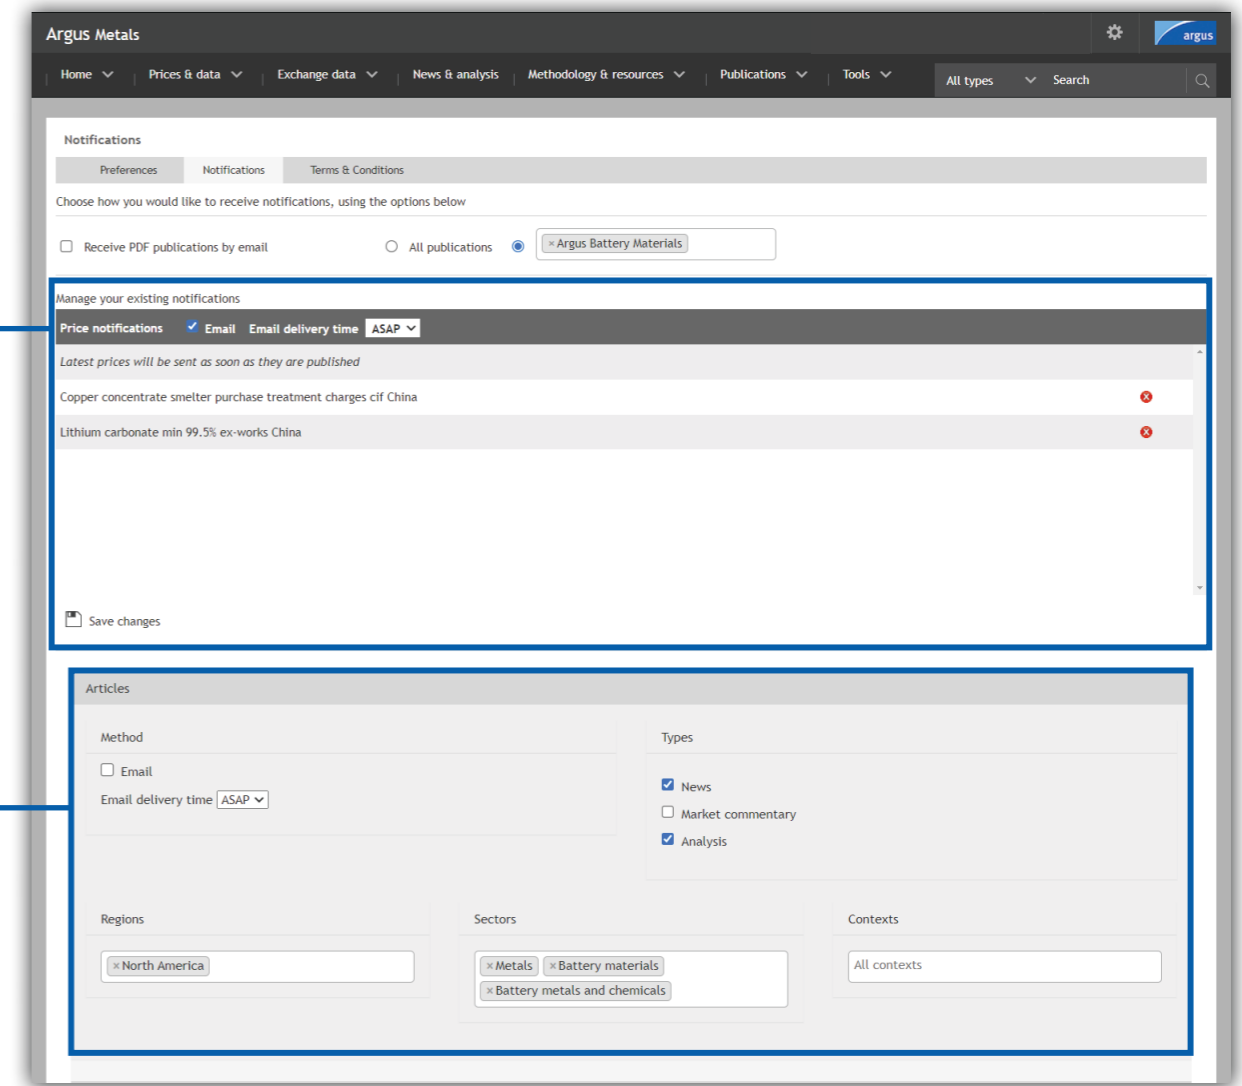 Argus Metals
argus
Home Prices & data Exchange data News & analysis Methodology & resources Publications Tools All types Search
Notifications
Preferences Notifications Terms & Conditions
Choose how you would like to receive notifications, using the options below
Receive PDF publications by email All publications ×Argus Battery Materials
Manage your existing notifications
Price notifications Email Email delivery time ASAP
Latest prices will be sent as soon as they are published
Copper concentrate smelter purchase treatment charges cif China
Lithium carbonate min 99.5% ex-works China
Save changes
Articles
Method Types
Email
News
Email delivery time ASAP
Market commentary
Analysis
Regions Sectors Contexts
×North America ×Metals ×Battery materials All contexts
×Battery metals and chemicals